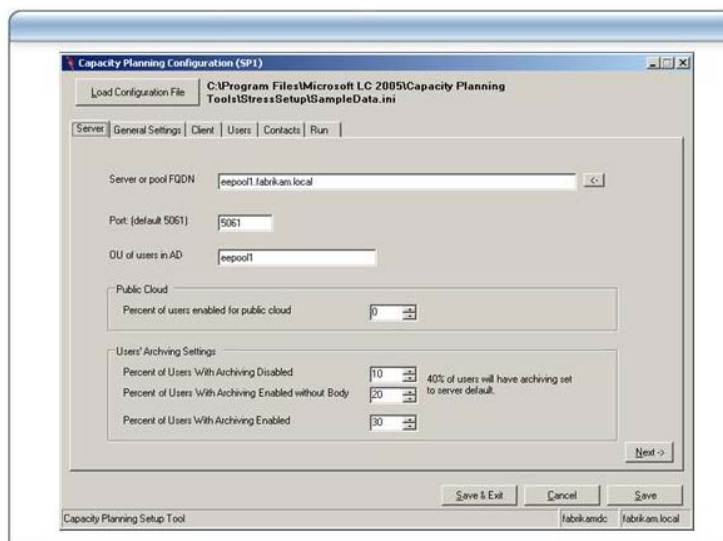 Capacity Planning Configuration (SP1)
Load Configuration File
C:\Program Files\Microsoft LC 2005\Capacity Planning
Tools\StressSetup\SampleData.ini
Server General Settings Client Users Contacts Run
Server or pool FQDN eepool1.fabrikam.local <-
Port: (default 5061) 5061
OU of users in AD eepool1
Public Cloud
Percent of users enabled for public cloud 0
Users' Archving Settings
Percent of Users With Archiving Disabled 10
Percent of Users With Archiving Enabled without Body 20
40% of users will have archiving set
to server default.
Percent of Users With Archiving Enabled 30
Next ->
Save & Exit Cancel Save
Capacity Planning Setup Tool fabrikamdc fabrikam.local